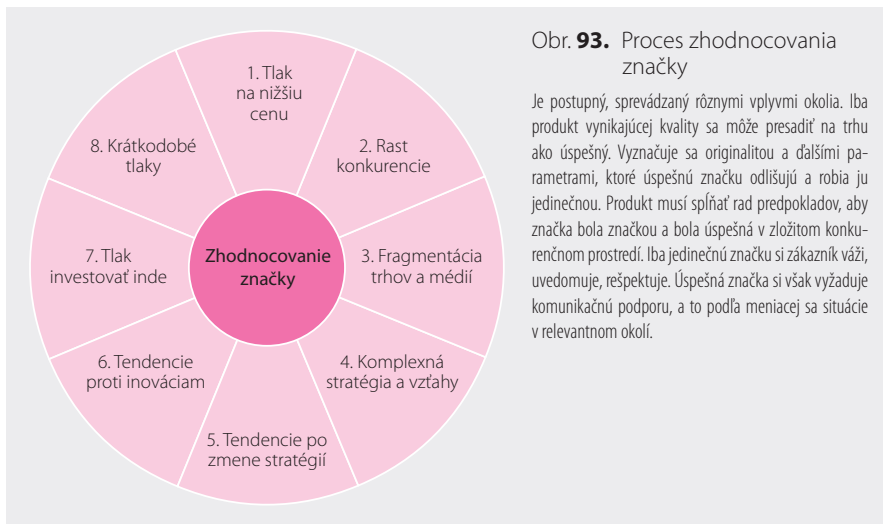 1. Tlak
na nižšiu
cenu
2. Rast
konkurencie
3. Fragmentácia
trhov a médií
4. Komplexná
stratégia a vzťahy
5. Tendencie po
zmene stratégií
6. Tendencie
proti inováciam
7. Tlak
investovať inde
8. Krátkodobé
tlaky
Zhodnocovanie
značky
Obr. 93. Proces zhodnocovania
značky
Je postupný, sprevádzaný rôznymi vplyvmi okolia. Iba
produkt vynikajúcej kvality sa môže presadiť na trhu
ako úspešný. Vyznačuje sa originalitou a ďalšími pa-
rametrami, ktoré úspešnú značku odlišujú a robia ju
jedinečnou. Produkt musí spĺňať rad predpokladov, aby
značka bola značkou a bola úspešná v zložitom konku-
renčnom prostredí. Iba jedinečnú značku si zákazník váži,
uvedomuje, rešpektuje. Úspešná značka si však vyžaduje
komunikačnú podporu, a to podľa meniacej sa situácie
v relevantnom okolí.